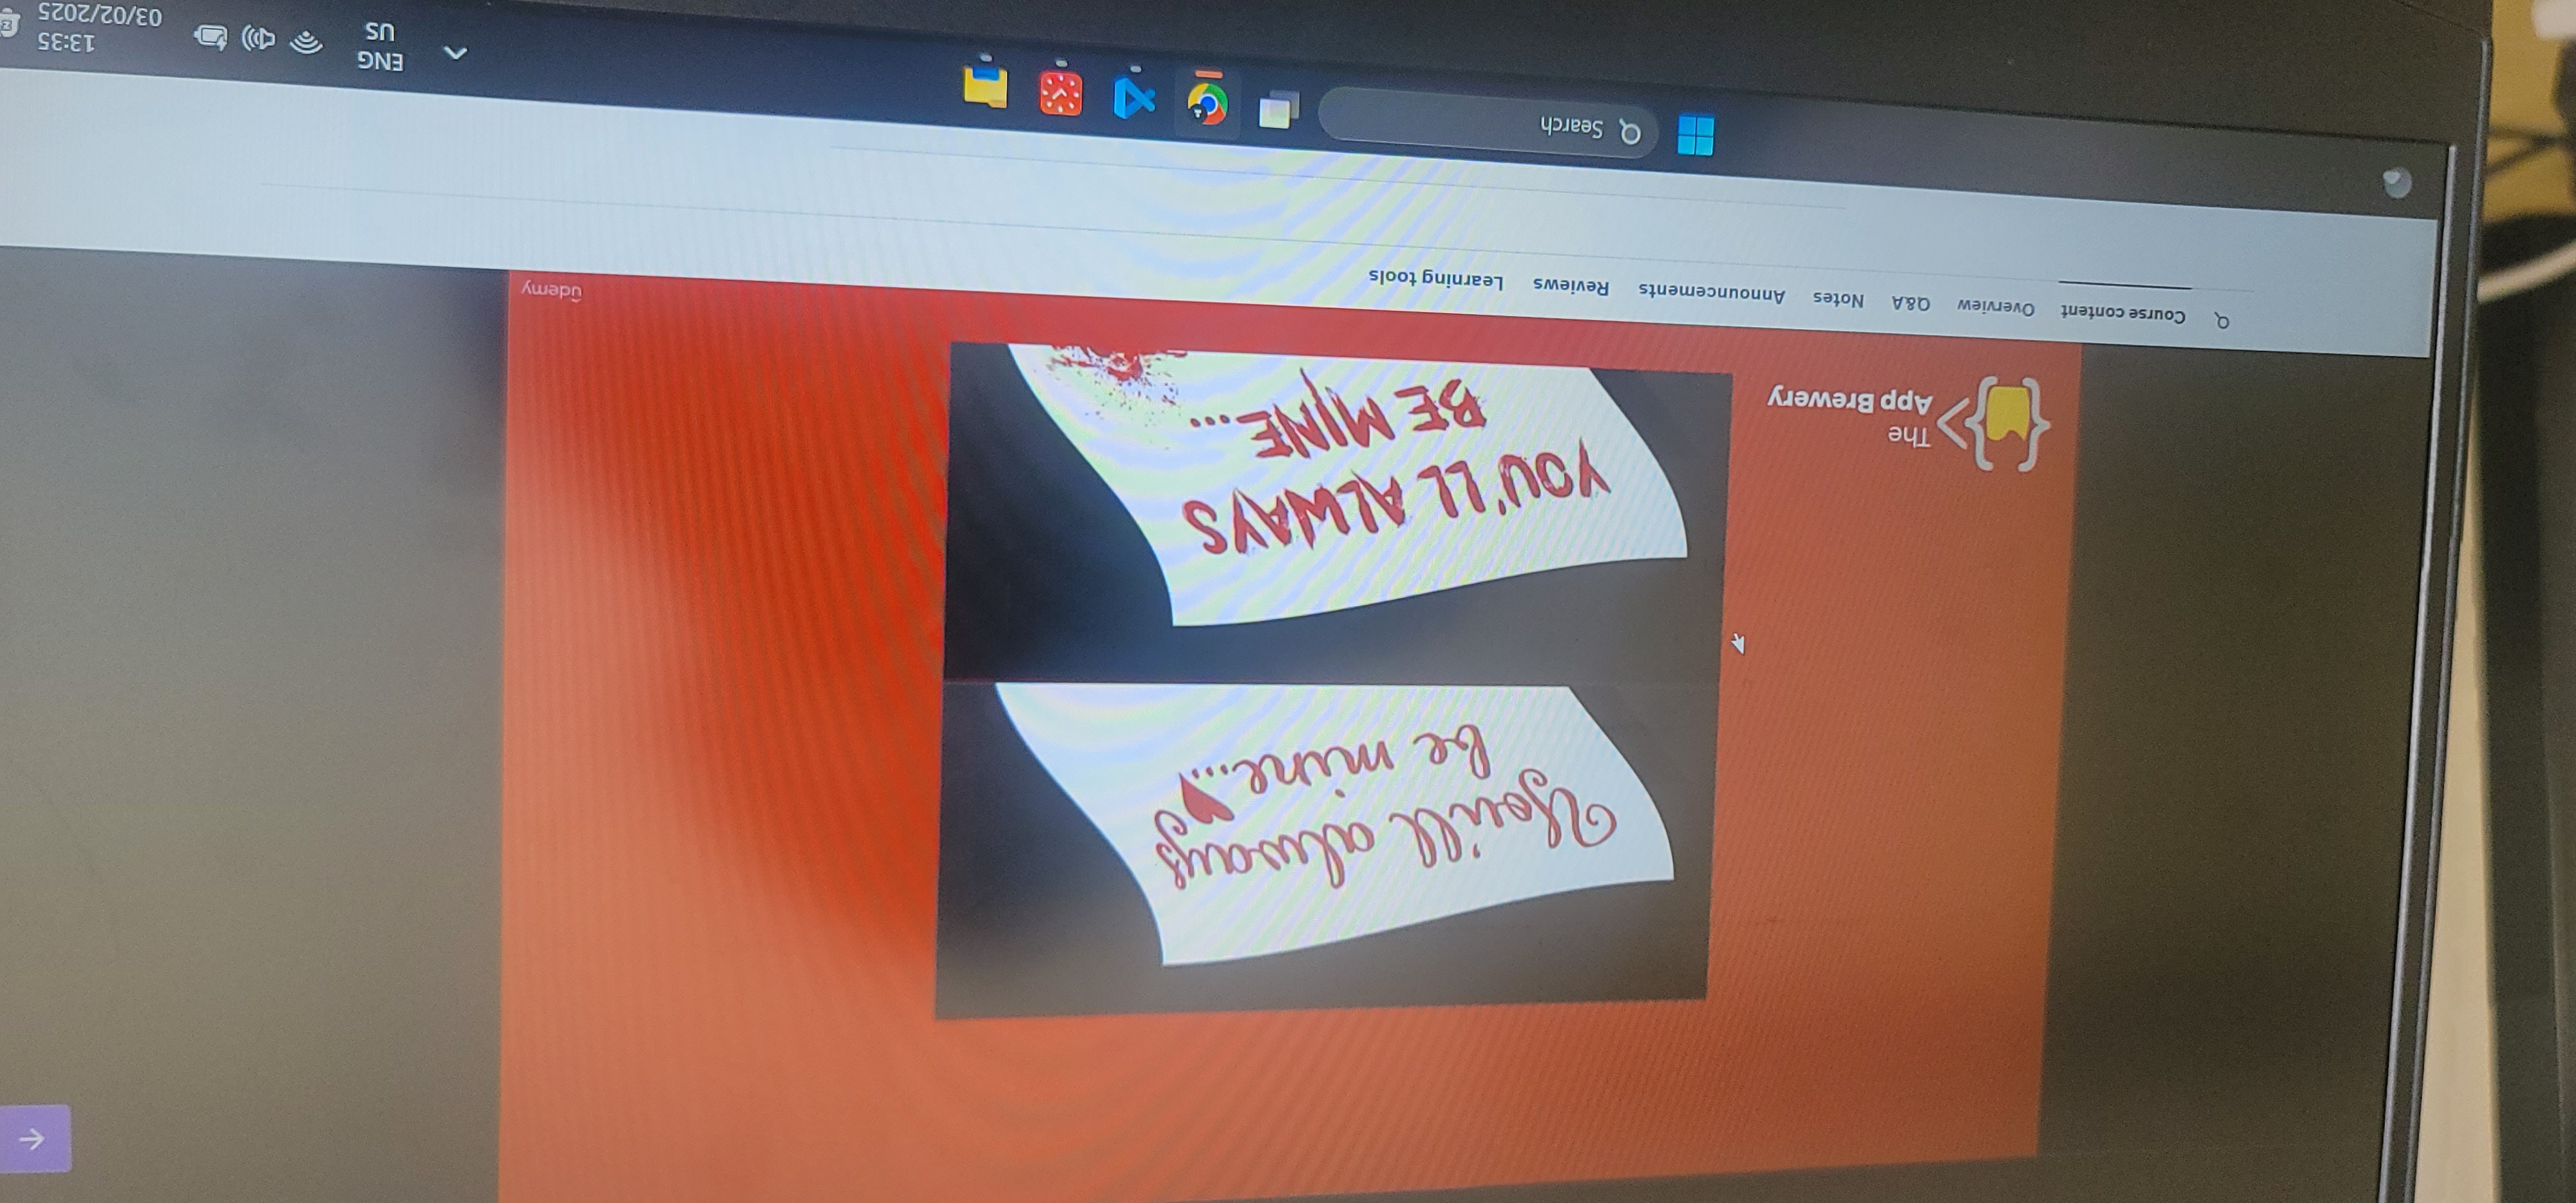 You'll always
be mine...
YOU'LL ALWAYS
BE MINE...
The
App Brewery
ûdemy
Course content Overview Q&A Notes Announcements Reviews Learning tools
Search
ENG
US
13:35
03/02/2025